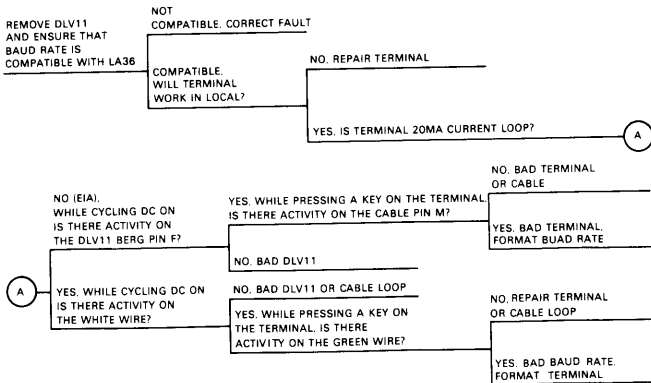 REMOVE DLV11
AND ENSURE THAT
BAUD RATE IS
COMPATIBLE WITH LA36
NOT
COMPATIBLE. CORRECT FAULT
COMPATIBLE.
WILL TERMINAL
WORK IN LOCAL?
NO. REPAIR TERMINAL
YES. IS TERMINAL 20MA CURRENT LOOP?
A
A
NO (EIA),
WHILE CYCLING DC ON
IS THERE ACTIVITY ON
THE DLV11 BERG PIN F?
YES. WHILE PRESSING A KEY ON THE TERMINAL.
IS THERE ACTIVITY ON THE CABLE PIN M?
NO. BAD TERMINAL
OR CABLE
YES. BAD TERMINAL,
FORMAT BUAD RATE
NO. BAD DLV11
YES. WHILE CYCLING DC ON
IS THERE ACTIVITY ON
THE WHITE WIRE?
NO. BAD DLV11 OR CABLE LOOP
YES. WHILE PRESSING A KEY ON
THE TERMINAL. IS THERE
ACTIVITY ON THE GREEN WIRE?
NO. REPAIR TERMINAL
OR CABLE LOOP
YES. BAD BAUD RATE.
FORMAT TERMINAL